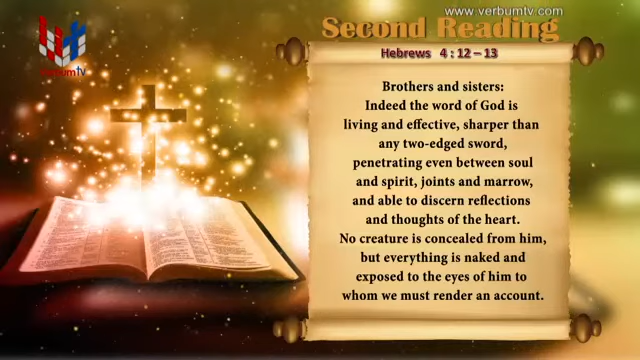 www.verbumtv.com
Second Reading
verbumtv
Hebrews 4 : 12 – 13
Brothers and sisters:
Indeed the word of God is
living and effective, sharper than
any two-edged sword,
penetrating even between soul
and spirit, joints and marrow,
and able to discern reflections
and thoughts of the heart.
No creature is concealed from him,
but everything is naked and
exposed to the eyes of him to
whom we must render an account.